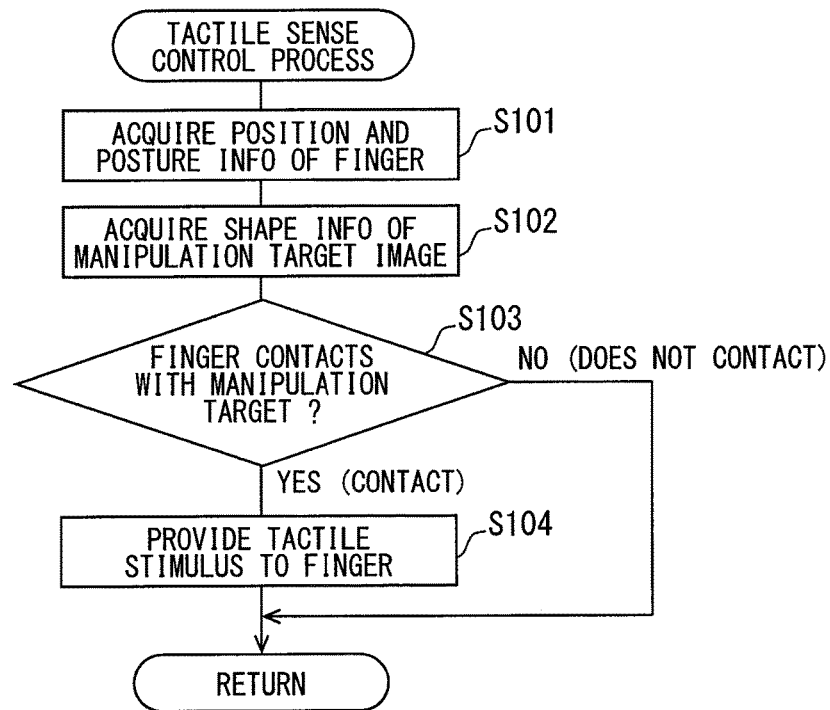 TACTILE SENSE
CONTROL PROCESS
S101
ACQUIRE POSITION AND
POSTURE INFO OF FINGER
S102
ACQUIRE SHAPE INFO OF
MANIPULATION TARGET IMAGE
S103
FINGER CONTACTS
WITH MANIPULATION
TARGET ?
NO (DOES NOT CONTACT)
YES (CONTACT)
S104
PROVIDE TACTILE
STIMULUS TO FINGER
RETURN